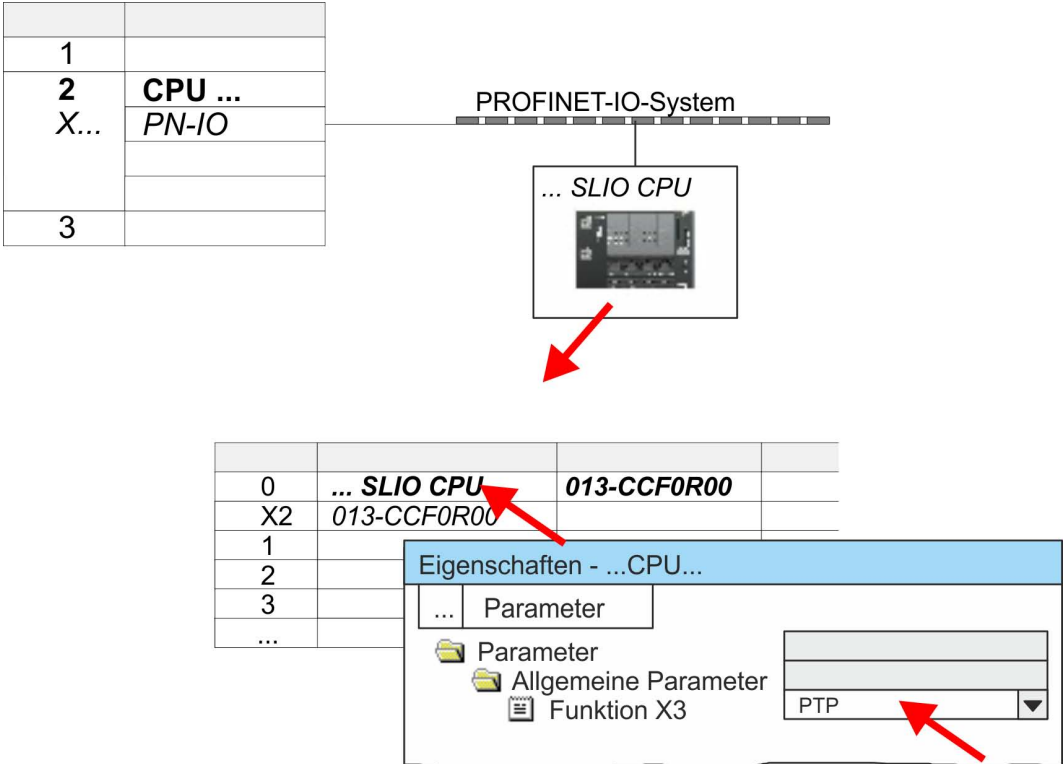 1
2 CPU ...
X... PN-IO
3
PROFINET-IO-System
... SLIO CPU
0 ... SLIO CPU 013-CCF0R00
X2 013-CCF0R00
1
2
3
...
Eigenschaften - ...CPU...
... Parameter
Parameter
Allgemeine Parameter
Funktion X3 PTP